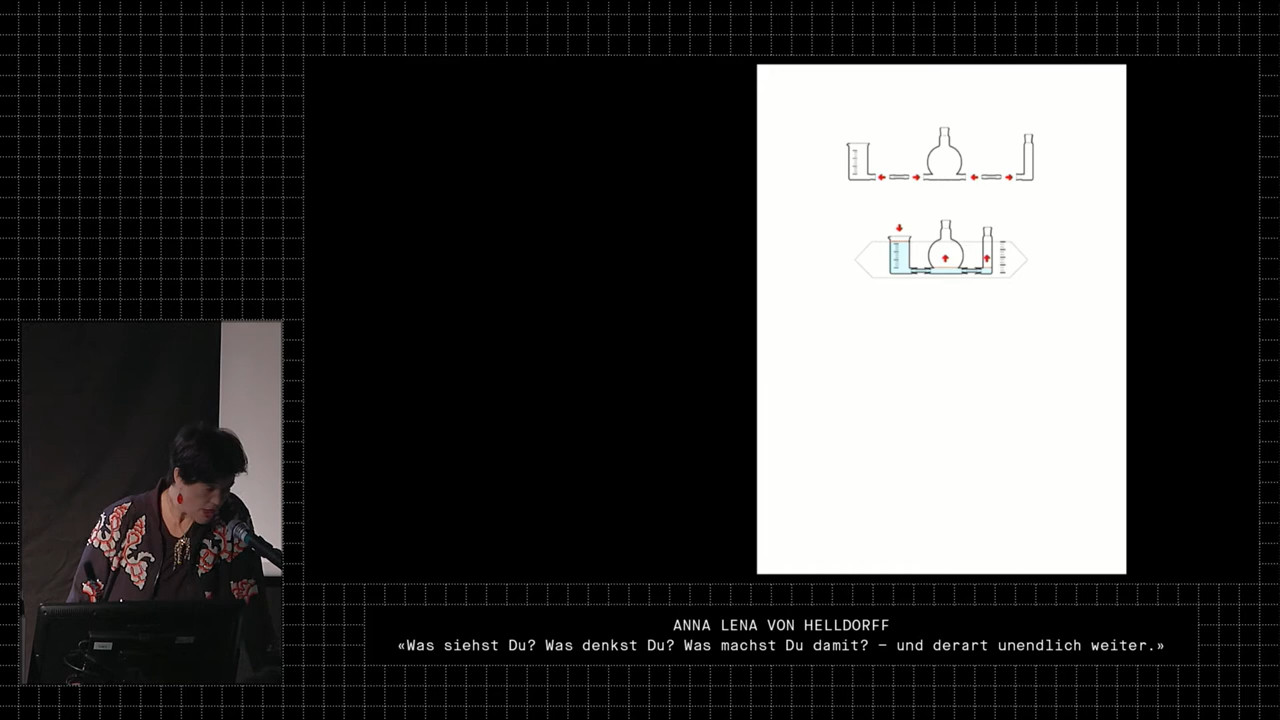 ANNA LENA VON HELLDORFF
«Was siehst Du? Was denkst Du? Was machst Du damit? – und derart unendlich weiter.»